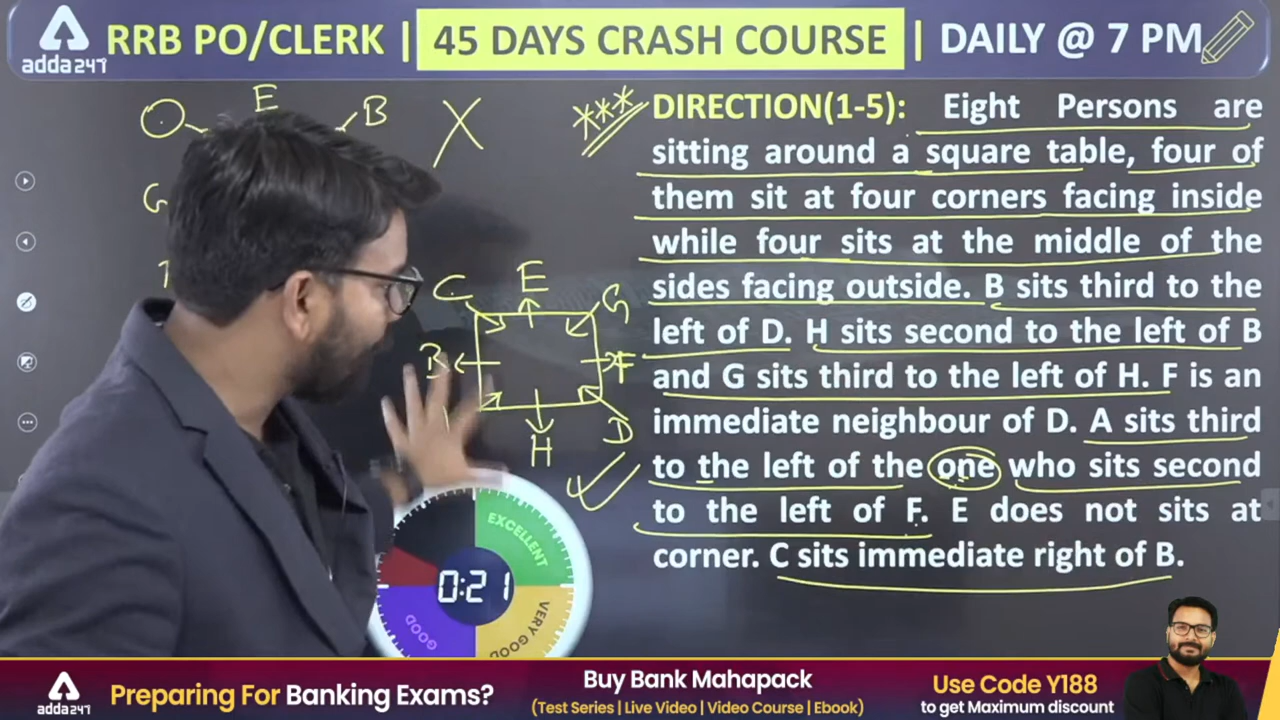 RRB PO/CLERK | 45 DAYS CRASH COURSE | DAILY @ 7 PM
adda247
E
B
X
G
*** DIRECTION(1-5): Eight Persons are
sitting around a square table, four of
them sit at four corners facing inside
while four sits at the middle of the
sides facing outside. B sits third to the
left of D. H sits second to the left of B
and G sits third to the left of H. F is an
immediate neighbour of D. A sits third
to the left of the one who sits second
to the left of F. E does not sits at
corner. C sits immediate right of B.
C
E
G
B
F
H
D
EXCELLENT
0:21
GOOD
VERY GOOD
adda247
Preparing For Banking Exams?
Buy Bank Mahapack
(Test Series | Live Video | Video Course | Ebook)
Use Code Y188
to get Maximum discount